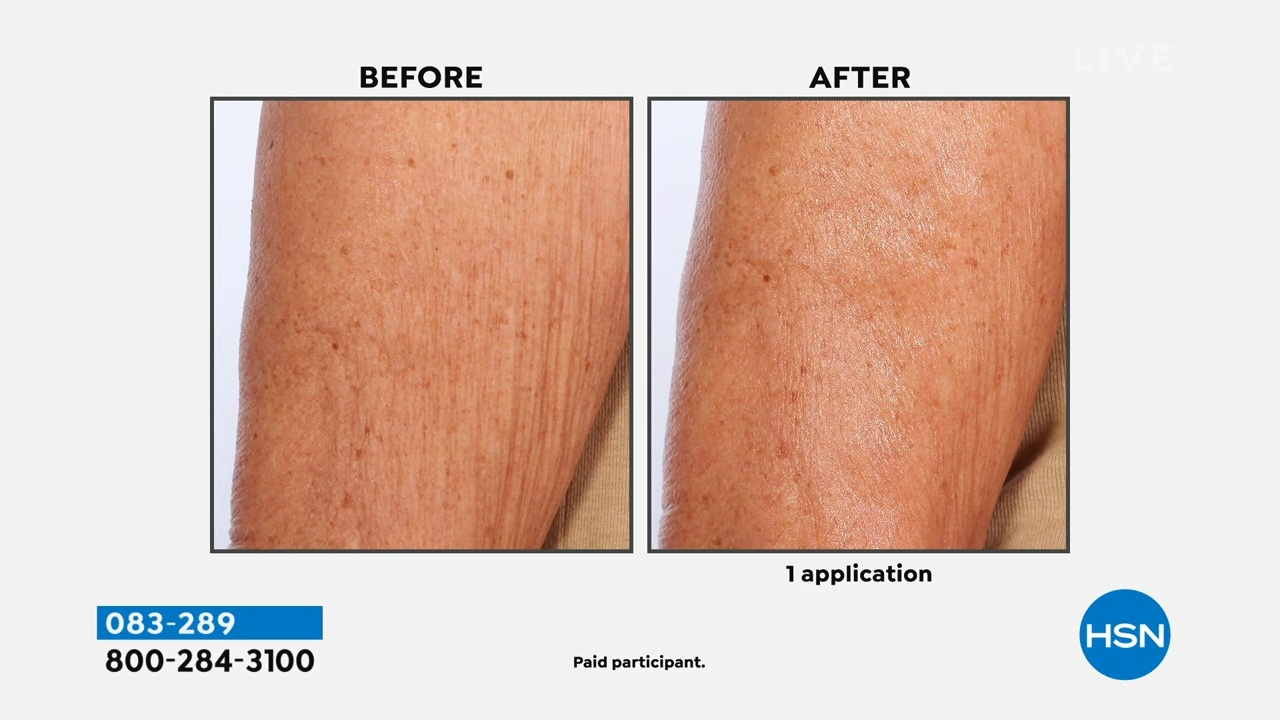 LIVE
BEFORE
AFTER
1 application
083-289
800-284-3100
Paid participant.
HSN